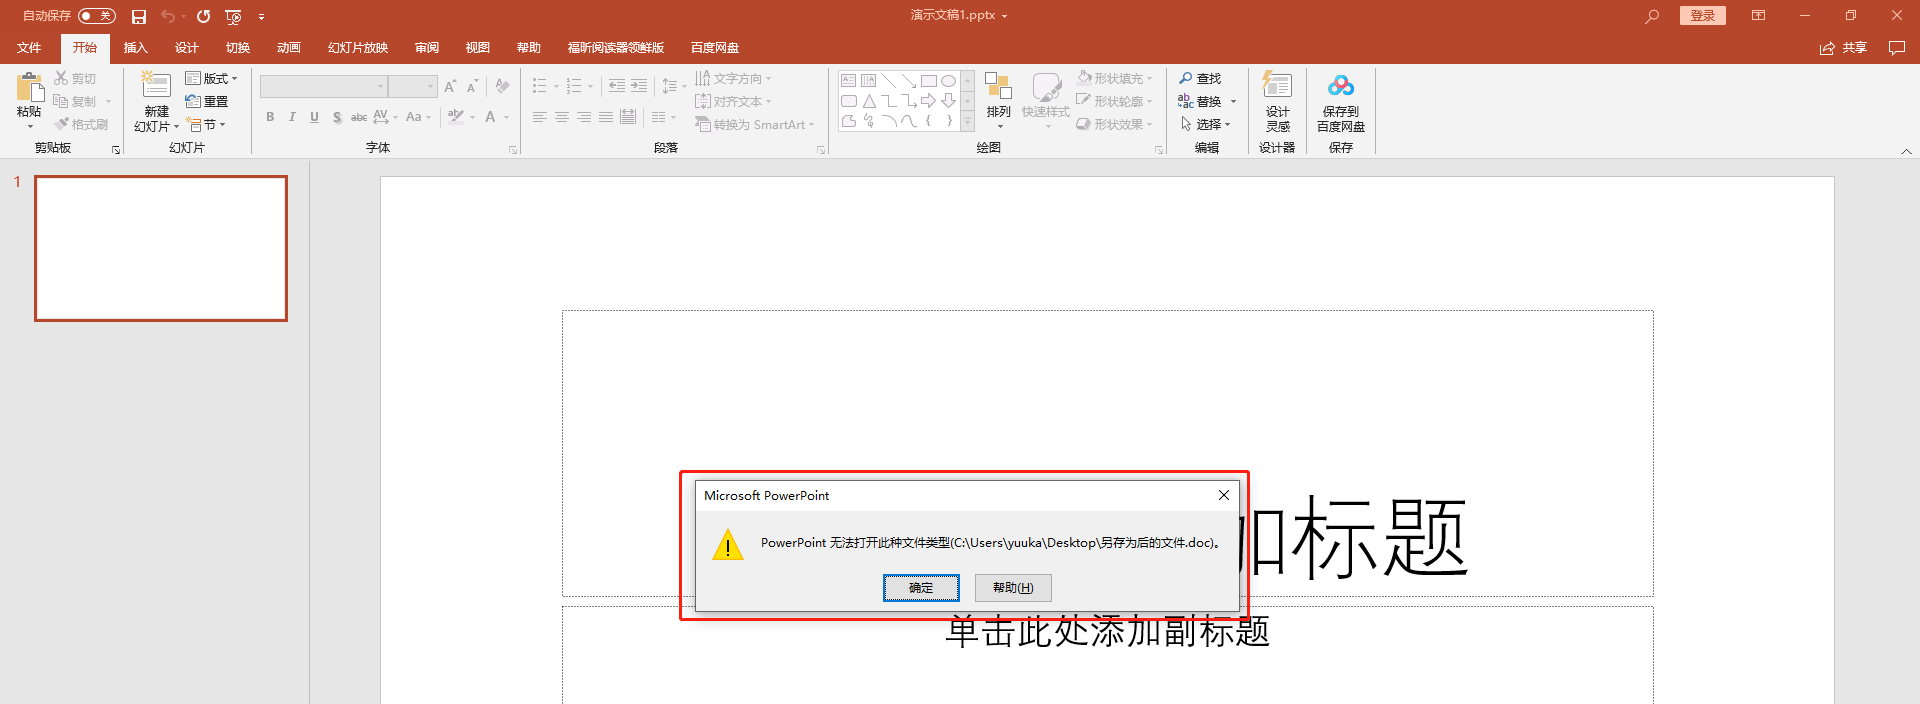 自动保存 关
演示文稿1.pptx
登录
文件 开始 插入 设计 切换 动画 幻灯片放映 审阅 视图 帮助 福昕阅读器领鲜版 百度网盘
共享
粘贴
剪切
复制
格式刷
剪贴板
新建
幻灯片
版式
重置
节
幻灯片
B I U S abc AV Aa A
字体
文字方向
对齐文本
转换为 SmartArt
段落
排列
快速样式
形状填充
形状轮廓
形状效果
绘图
查找
替换
选择
编辑
设计
灵感
设计器
保存到
百度网盘
保存
1
Microsoft PowerPoint
PowerPoint 无法打开此种文件类型(C:\Users\yuuka\Desktop\另存为后的文件.doc)。
确定 帮助(H)
加标题
单击此处添加副标题